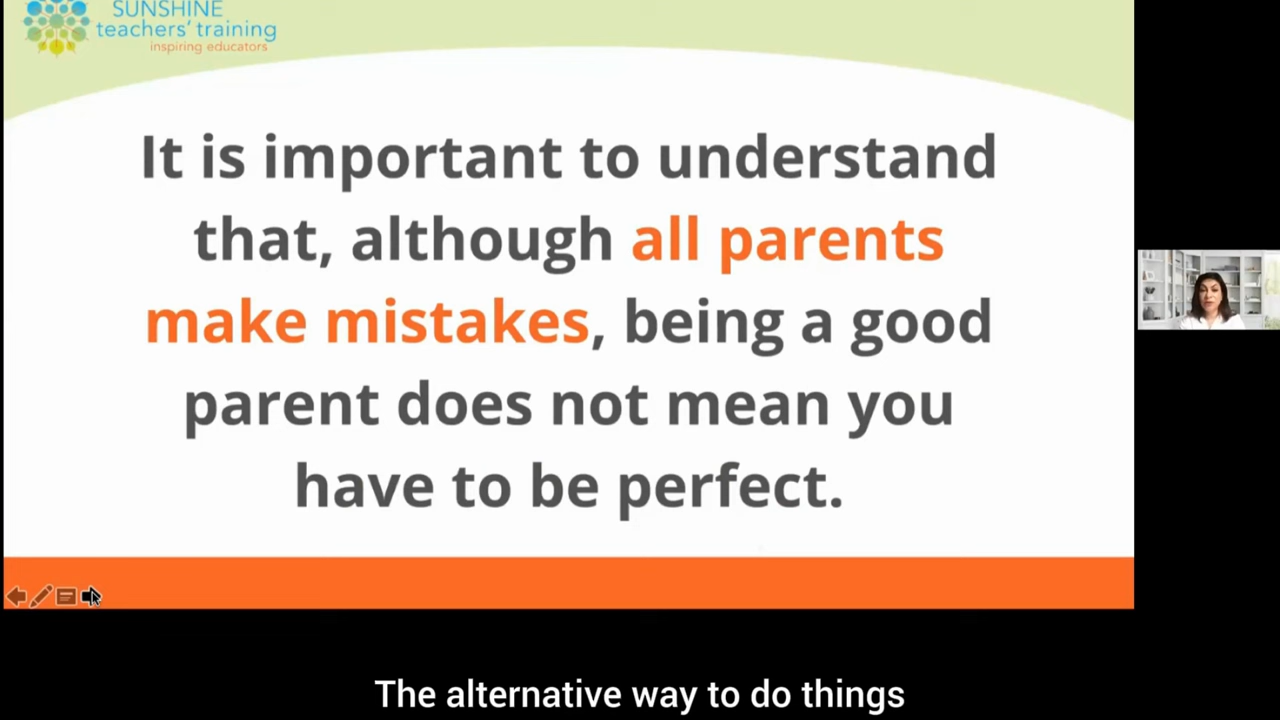 SUNSHINE
teachers' training
inspiring educators
It is important to understand
that, although all parents
make mistakes, being a good
parent does not mean you
have to be perfect.
The alternative way to do things